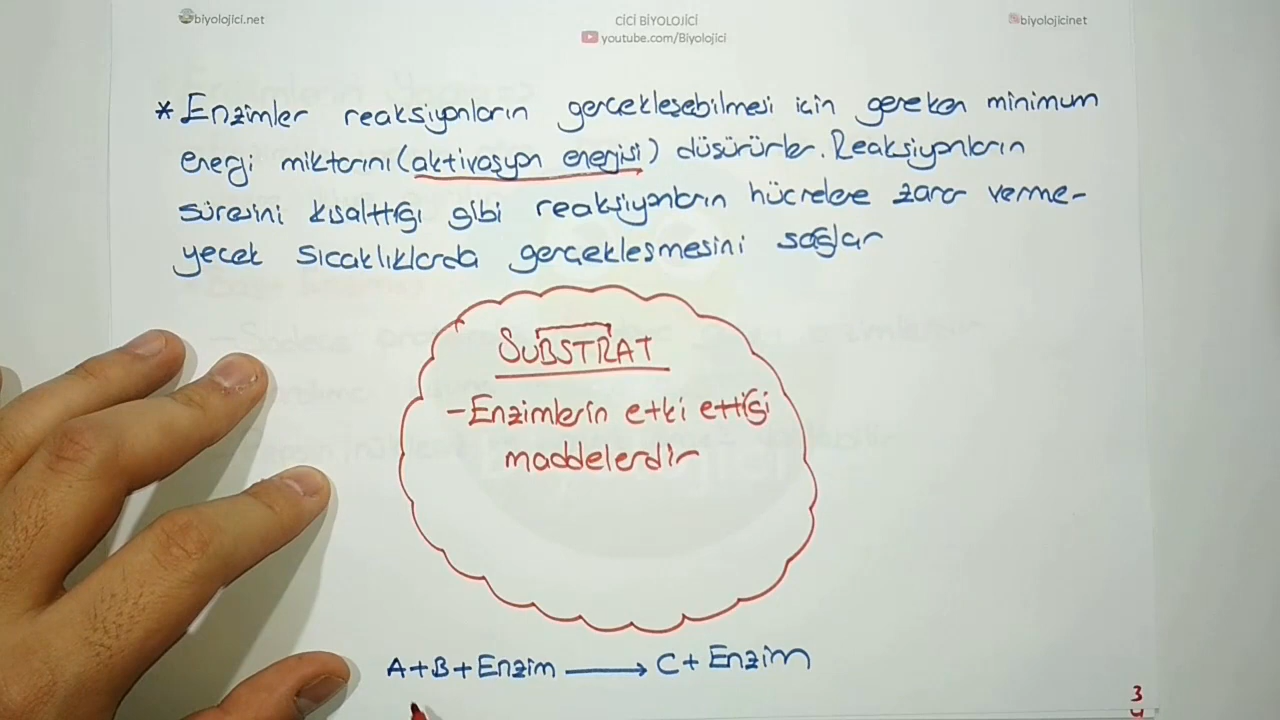 biyolojici.net
CİCİ BİYOLOJİCİ
youtube.com/Biyolojici
biyolojicinet
* Enzimler reaksiyonların gerçekleşebilmesi için gereken minimum
enerji miktarını (aktivasyon enerjisi) düşürürler. Reaksiyonların
süresini kısalttığı gibi reaksiyonların hücrelere zarar verme-
yecek sıcaklıklarda gerçekleşmesini sağlar
SUBSTRAT
- Enzimlerin etki ettiği
maddelerdir
A+B+Enzim ⟶ C+ Enzim
3